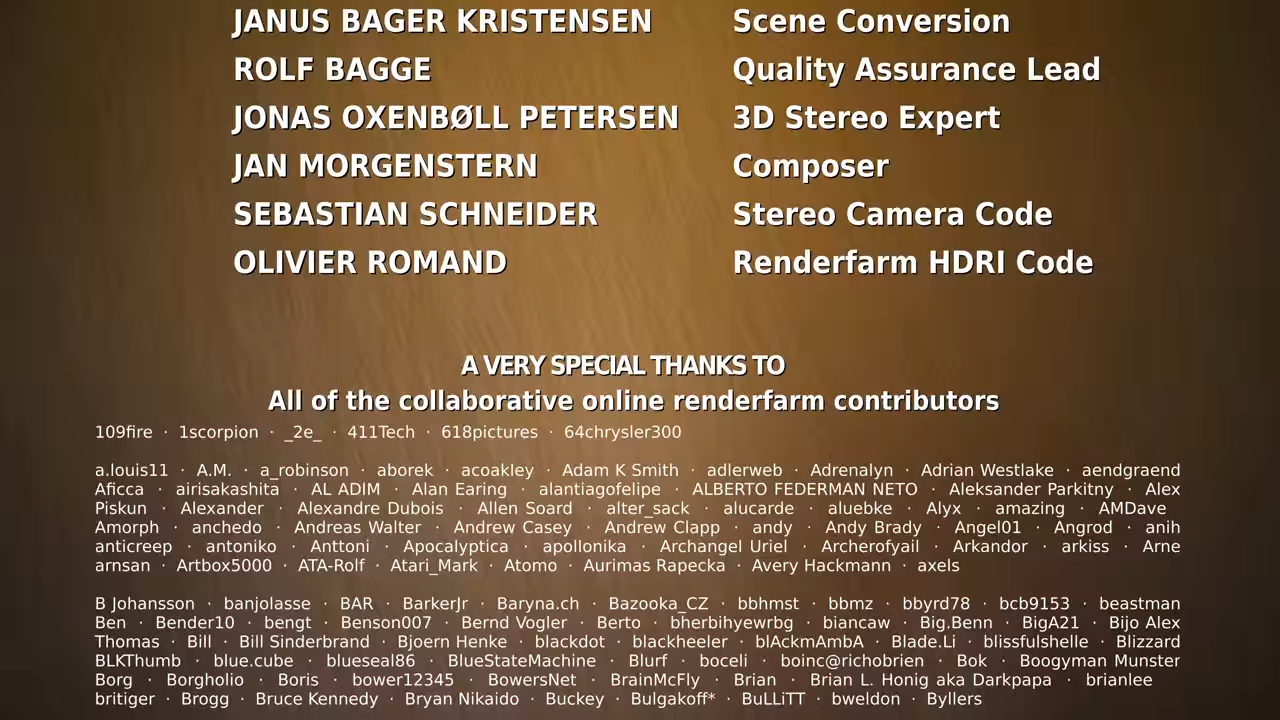 JANUS BAGER KRISTENSEN Scene Conversion
ROLF BAGGE Quality Assurance Lead
JONAS OXENBØLL PETERSEN 3D Stereo Expert
JAN MORGENSTERN Composer
SEBASTIAN SCHNEIDER Stereo Camera Code
OLIVIER ROMAND Renderfarm HDRI Code
A VERY SPECIAL THANKS TO
All of the collaborative online renderfarm contributors
109fire · 1scorpion · _2e_ · 411Tech · 618pictures · 64chrysler300
a.louis11 · A.M. · a_robinson · aborek · acoakley · Adam K Smith · adlerweb · Adrenalyn · Adrian Westlake · aendgraend
Aficca · airisakashita · AL ADIM · Alan Earing · alantiagofelipe · ALBERTO FEDERMAN NETO · Aleksander Parkitny · Alex
Piskun · Alexander · Alexandre Dubois · Allen Soard · alter_sack · alucarde · aluebke · Alyx · amazing · AMDave
Amorph · anchedo · Andreas Walter · Andrew Casey · Andrew Clapp · andy · Andy Brady · Angel01 · Angrod · anih
anticreep · antoniko · Anttoni · Apocalyptica · apollonika · Archangel Uriel · Archerofyail · Arkandor · arkiss · Arne
arnsan · Artbox5000 · ATA-Rolf · Atari_Mark · Atomo · Aurimas Rapecka · Avery Hackmann · axels
B Johansson · banjolasse · BAR · BarkerJr · Baryna.ch · Bazooka_CZ · bbhmst · bbmz · bbyrd78 · bcb9153 · beastman
Ben · Bender10 · bengt · Benson007 · Bernd Vogler · Berto · bherbihyewrbg · biancaw · Big.Benn · BigA21 · Bijo Alex
Thomas · Bill · Bill Sinderbrand · Bjoern Henke · blackdot · blackheeler · blAckmAmbA · Blade.Li · blissfulshelle · Blizzard
BLKThumb · blue.cube · blueseal86 · BlueStateMachine · Blurf · boceli · boinc@richobrien · Bok · Boogyman Munster
Borg · Borgholio · Boris · bower12345 · BowersNet · BrainMcFly · Brian · Brian L. Honig aka Darkpapa · brianlee
britiger · Brogg · Bruce Kennedy · Bryan Nikaido · Buckey · Bulgakoff* · BuLLiTT · bweldon · Byllers